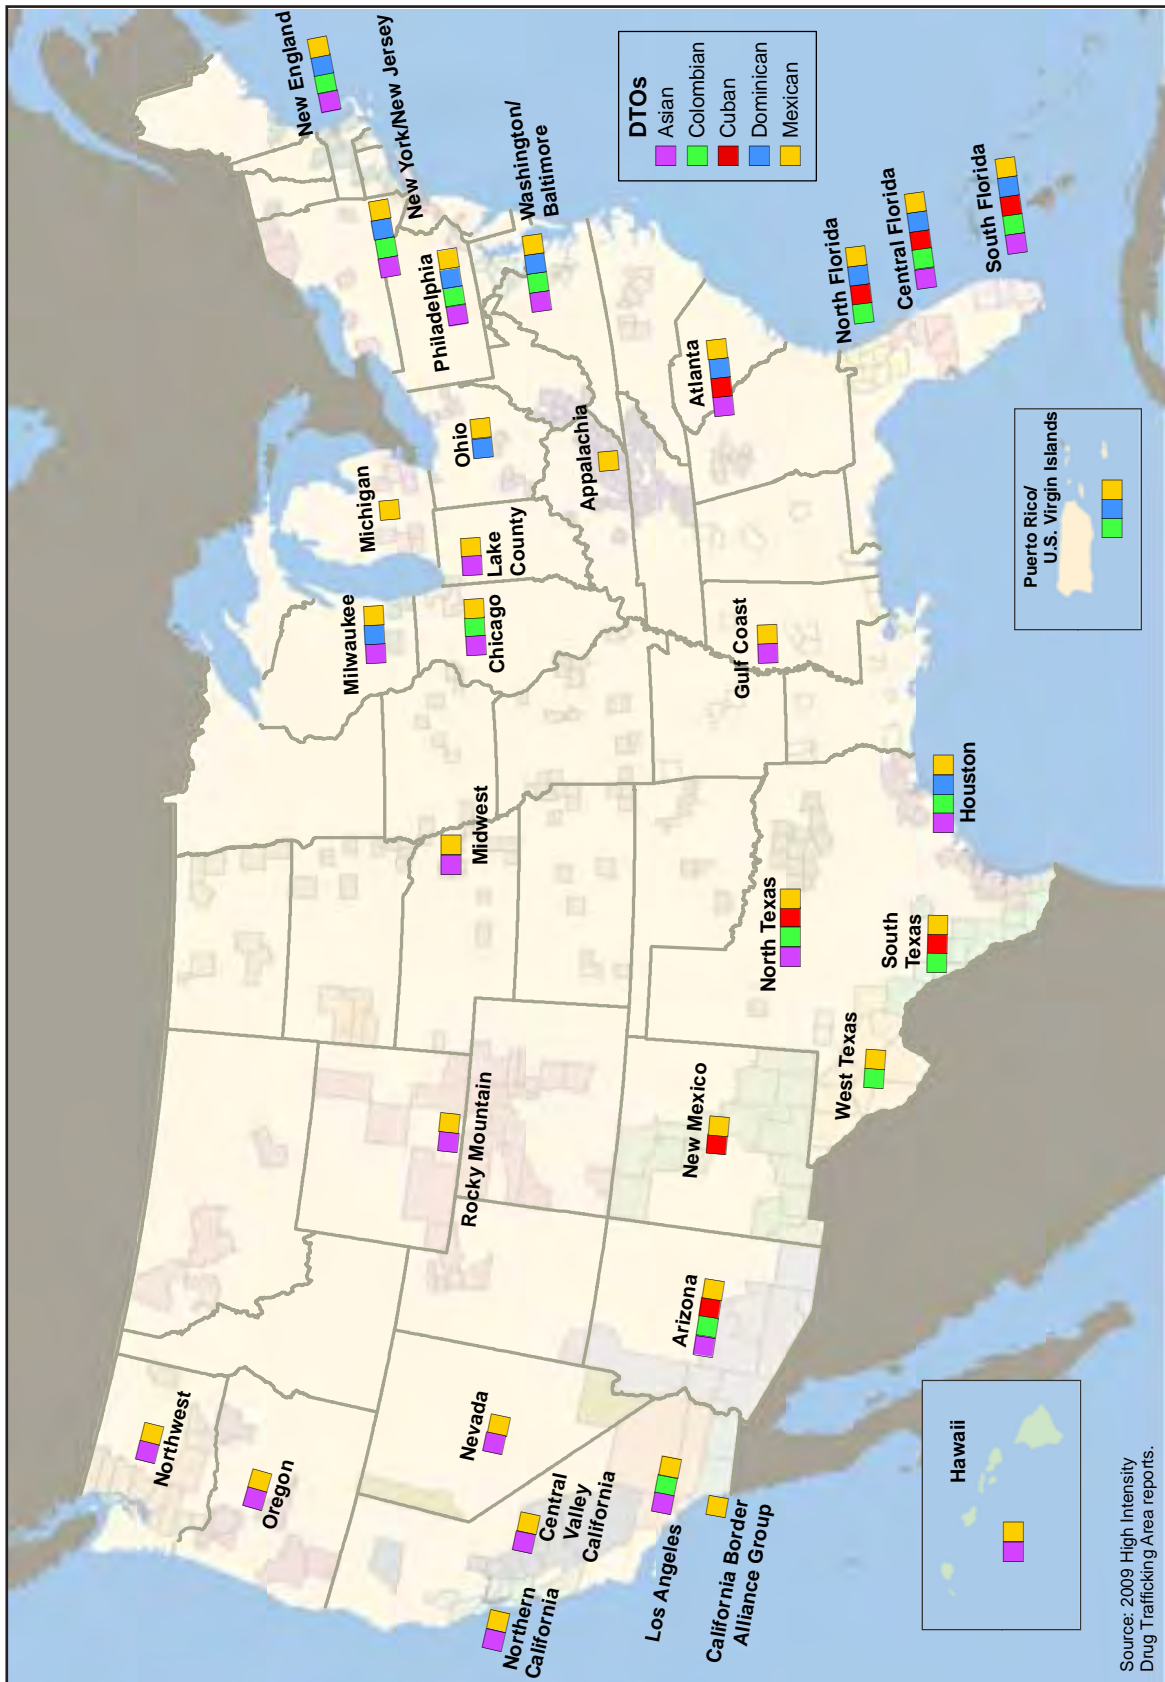 Northwest
Oregon
Northern
California
Central
Valley
California
Nevada
Los Angeles
California Border
Alliance Group
Arizona
Rocky Mountain
New Mexico
West Texas
South
Texas
North Texas
Houston
Midwest
Milwaukee
Chicago
Lake
County
Michigan
Ohio
Gulf Coast
Appalachia
Atlanta
New England
New York/New Jersey
Philadelphia
Washington/
Baltimore
North Florida
Central Florida
South Florida
DTOs
Asian
Colombian
Cuban
Dominican
Mexican
Hawaii
Puerto Rico/
U.S. Virgin Islands
Source: 2009 High Intensity
Drug Trafficking Area reports.